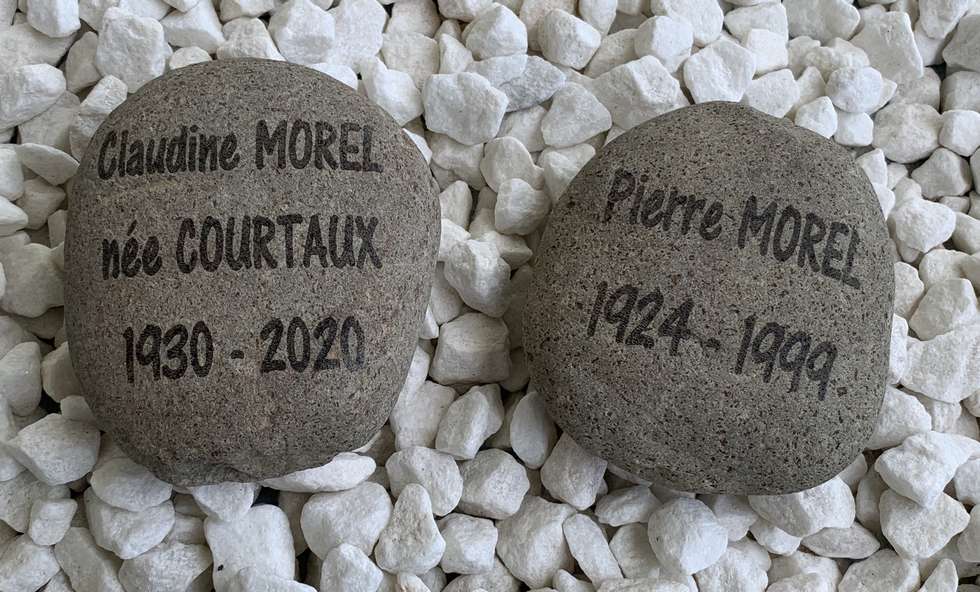 Claudine MOREL
née COURTAUX
1930 - 2020
Pierre MOREL
1924 - 1999